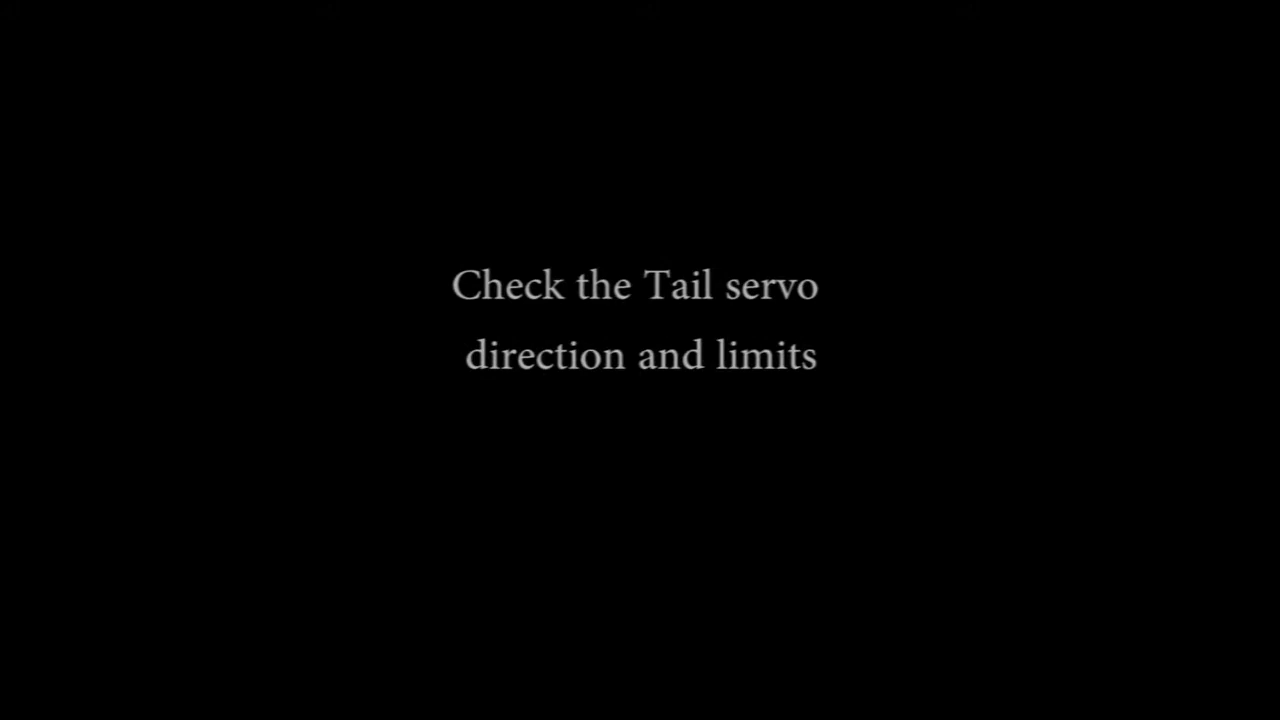 Check the Tail servo
direction and limits